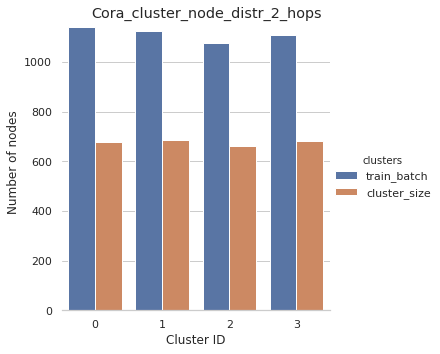 Cora_cluster_node_distr_2_hops
Number of nodes
1000
800
600
400
200
0
0 1 2 3
Cluster ID
clusters
train_batch
cluster_size